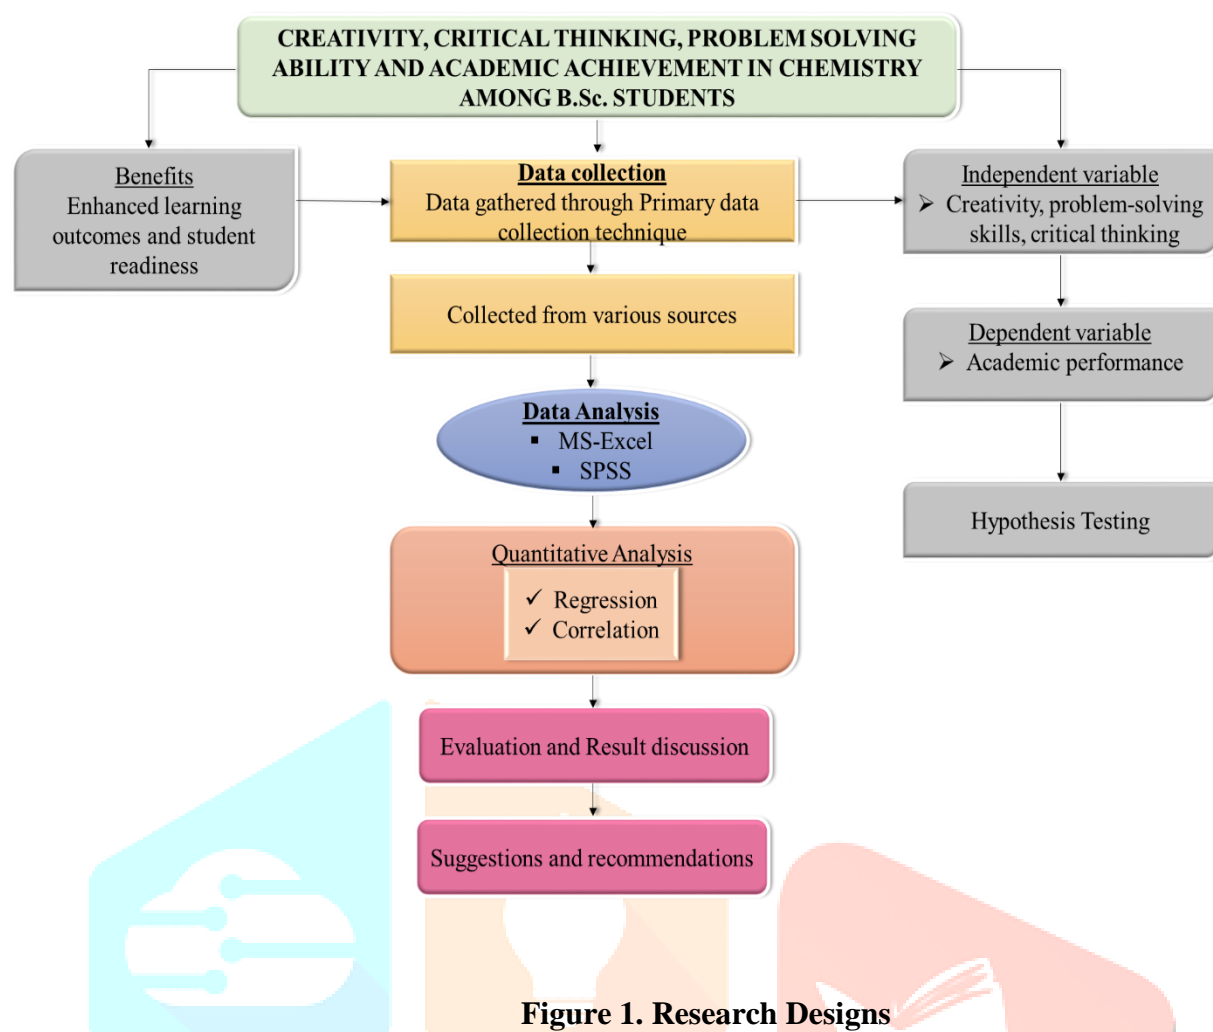 CREATIVITY, CRITICAL THINKING, PROBLEM SOLVING
ABILITY AND ACADEMIC ACHIEVEMENT IN CHEMISTRY
AMONG B.Sc. STUDENTS
Benefits
Enhanced learning
outcomes and student
readiness
Data collection
Data gathered through Primary data
collection technique
Independent variable
➢ Creativity, problem-solving
skills, critical thinking
Collected from various sources
Dependent variable
➢ Academic performance
Data Analysis
▪ MS-Excel
▪ SPSS
Hypothesis Testing
Quantitative Analysis
✓ Regression
✓ Correlation
Evaluation and Result discussion
Suggestions and recommendations
Figure 1. Research Designs